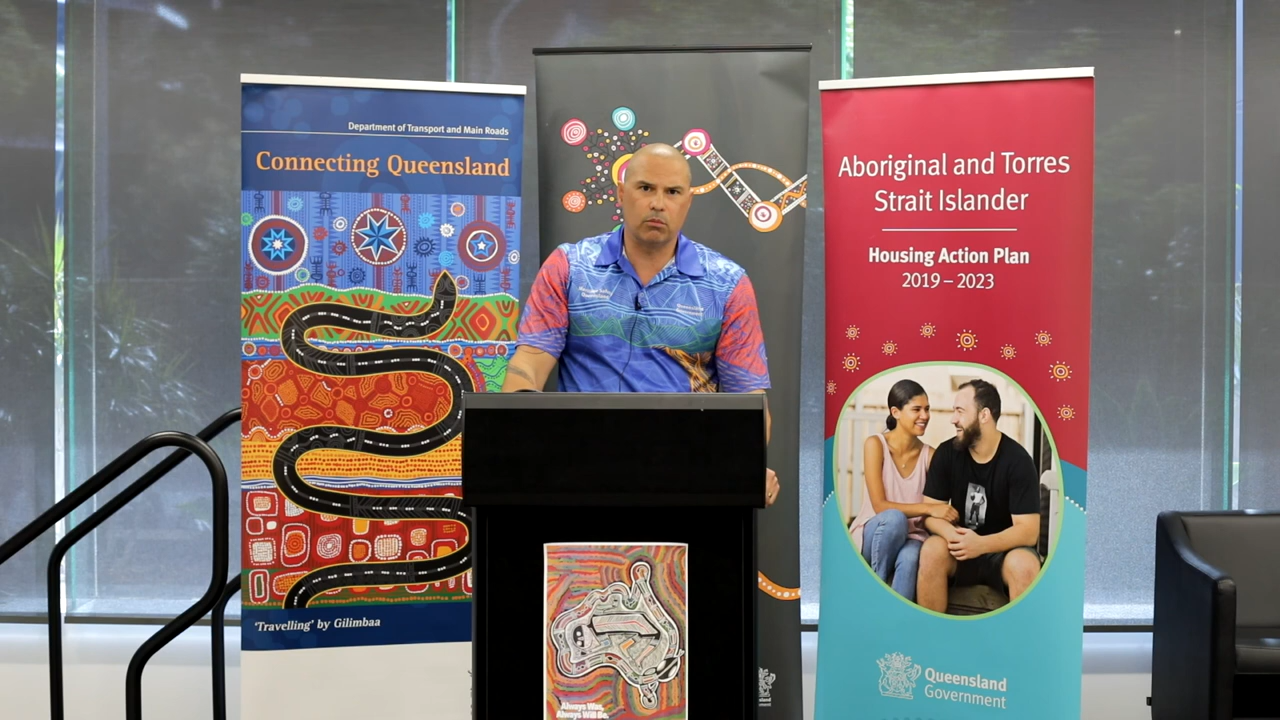 Department of Transport and Main Roads
Connecting Queensland
'Travelling' by Gilimbaa
Always Was,
Always Will Be.
Aboriginal and Torres
Strait Islander
Housing Action Plan
2019 – 2023
Queensland
Government